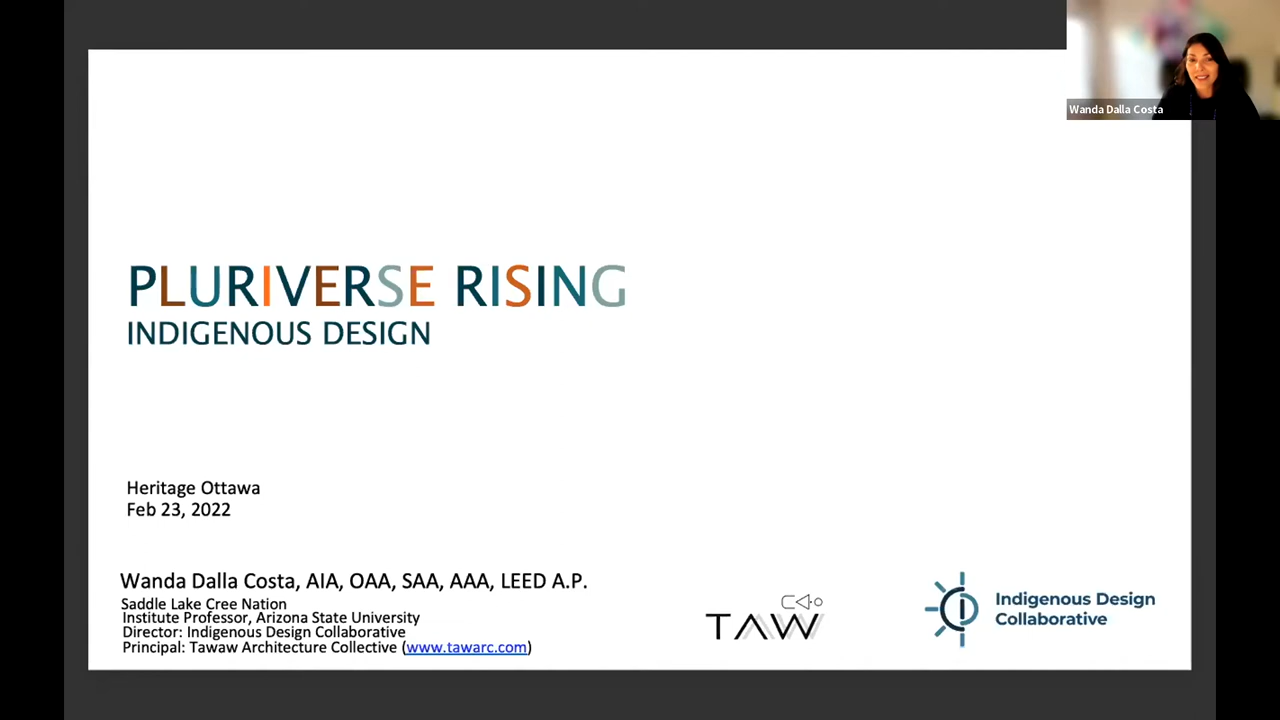 Wanda Dalla Costa
PLURIVERSE RISING
INDIGENOUS DESIGN
Heritage Ottawa
Feb 23, 2022
Wanda Dalla Costa, AIA, OAA, SAA, AAA, LEED A.P.
Saddle Lake Cree Nation
Institute Professor, Arizona State University
Director: Indigenous Design Collaborative
Principal: Tawaw Architecture Collective (www.tawarc.com)
TAW
Indigenous Design
Collaborative